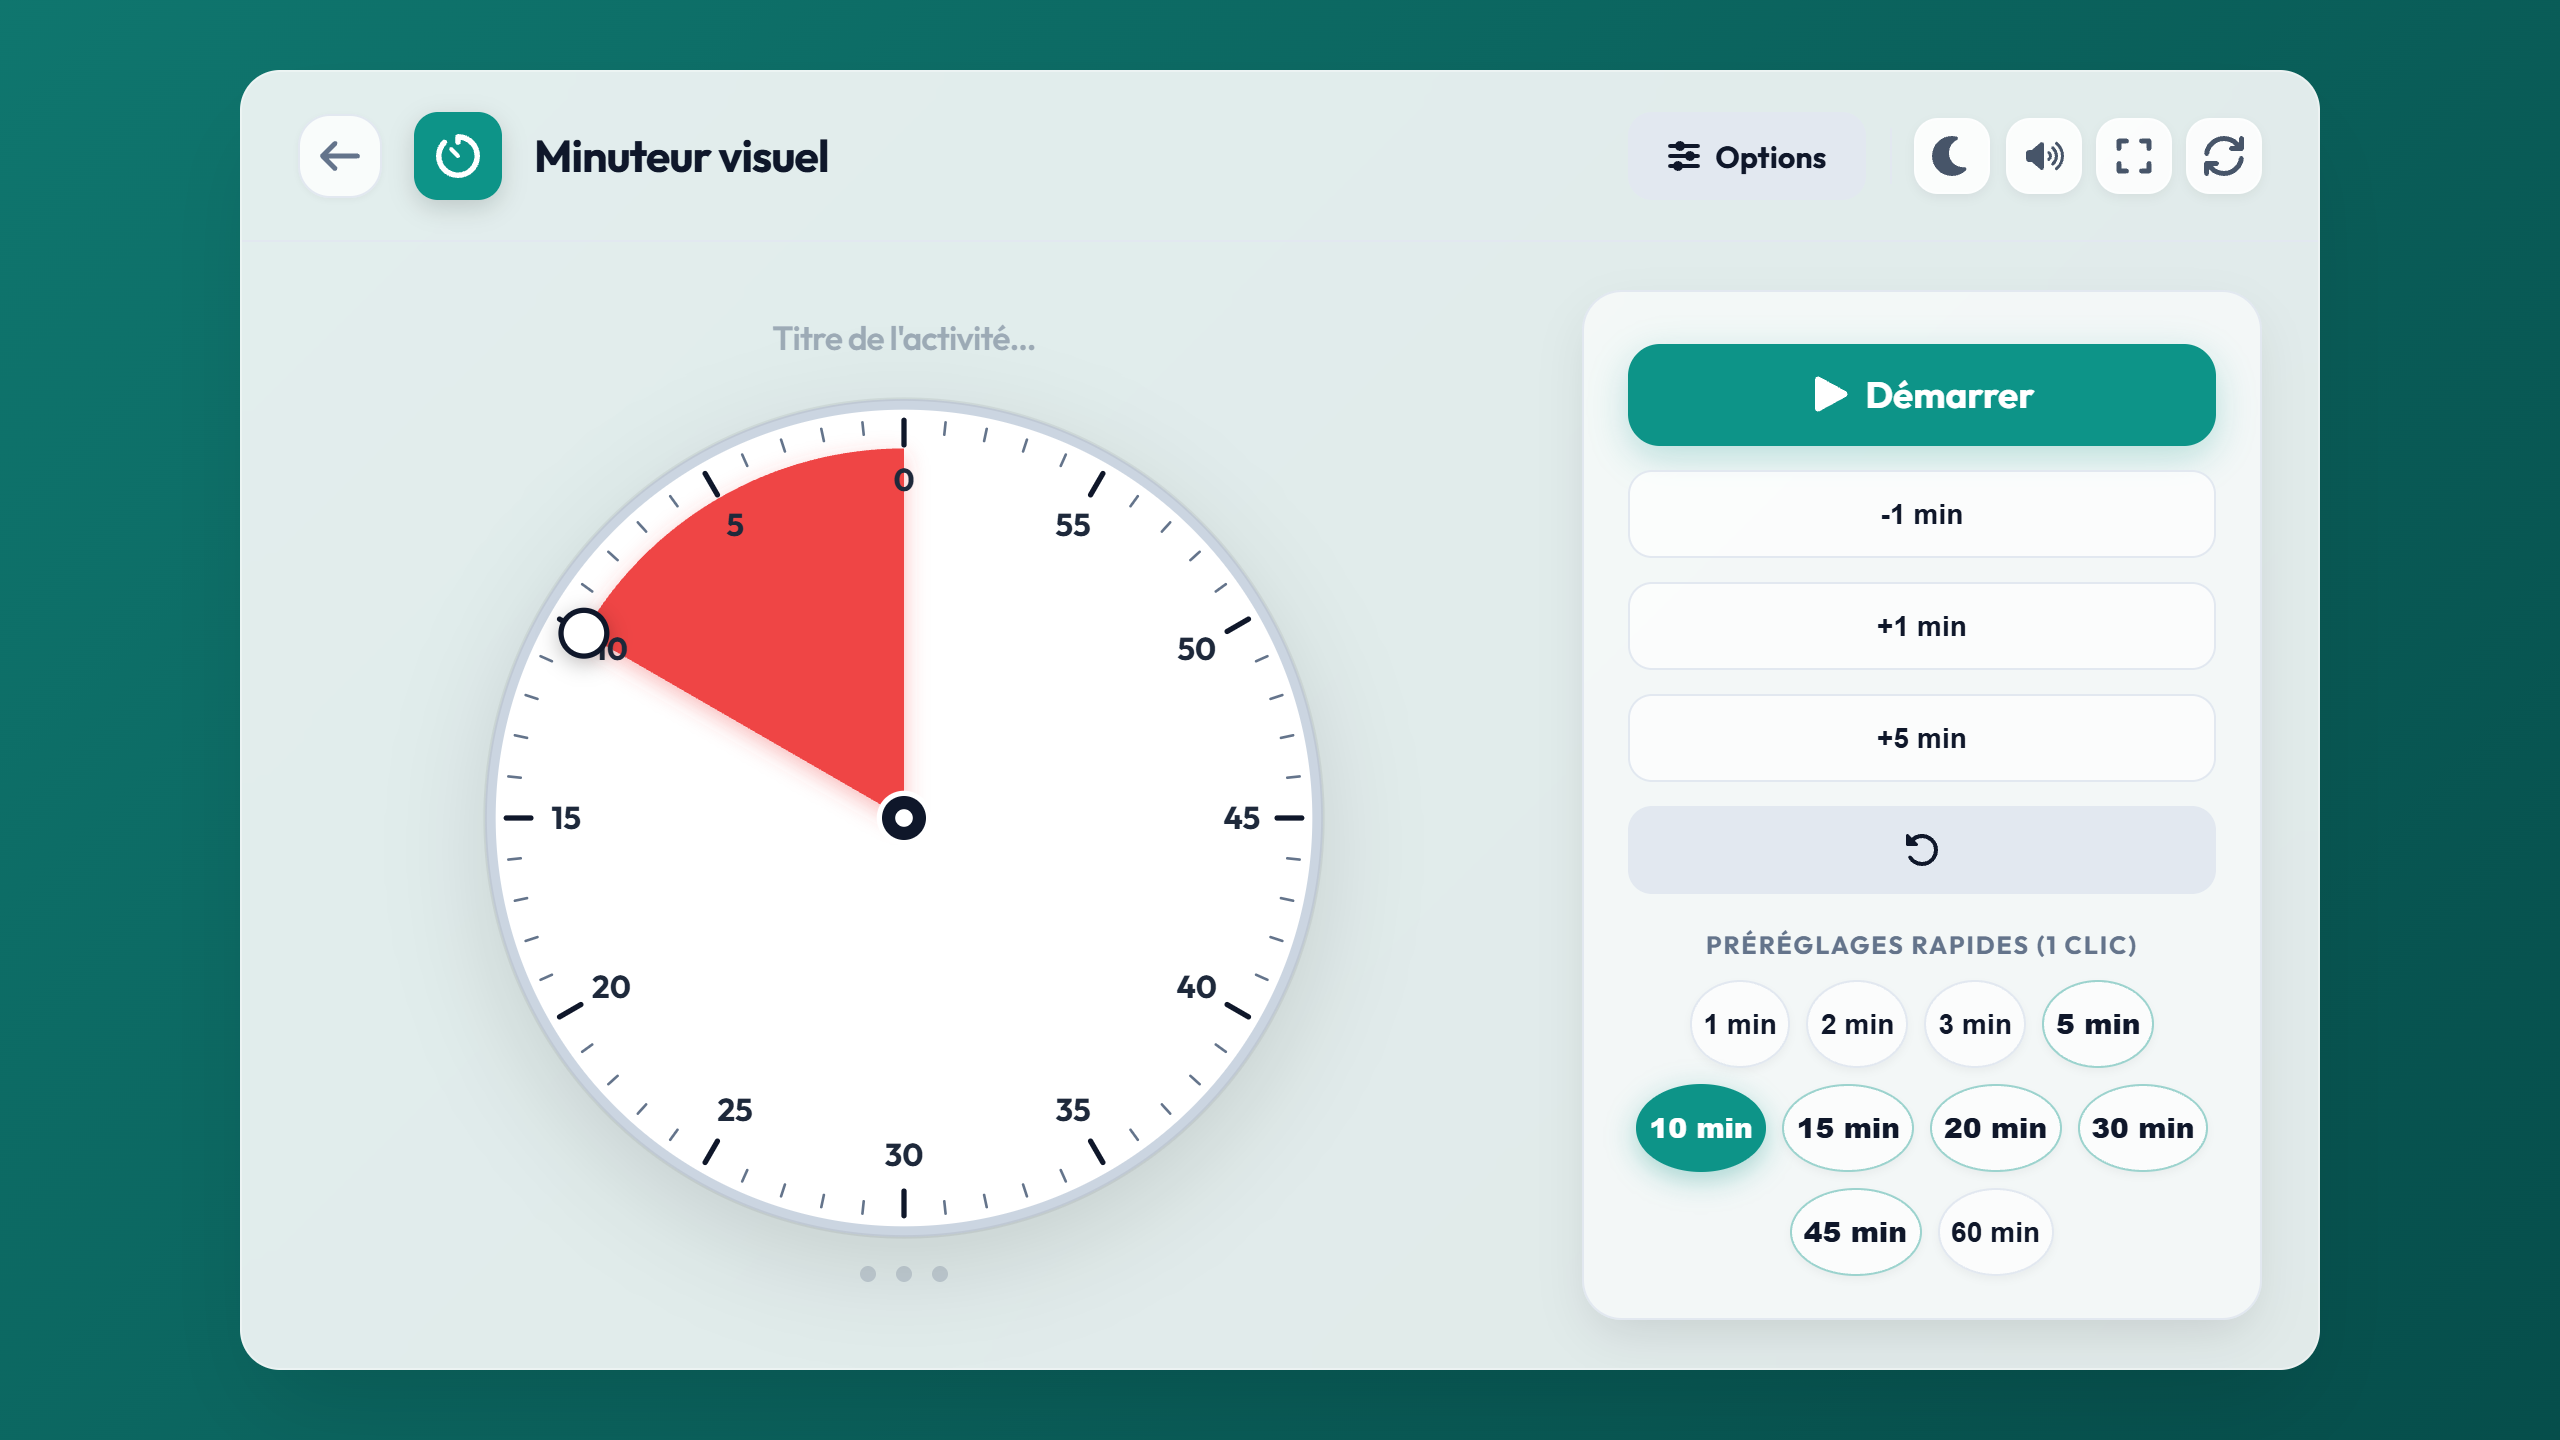 Minuteur visuel
Options
Titre de l'activité...
0
55
50
45
40
35
30
25
20
15
5
Démarrer
-1 min
+1 min
+5 min
PRÉRÉGLAGES RAPIDES (1 CLIC)
1 min 2 min 3 min 5 min
10 min 15 min 20 min 30 min
45 min 60 min